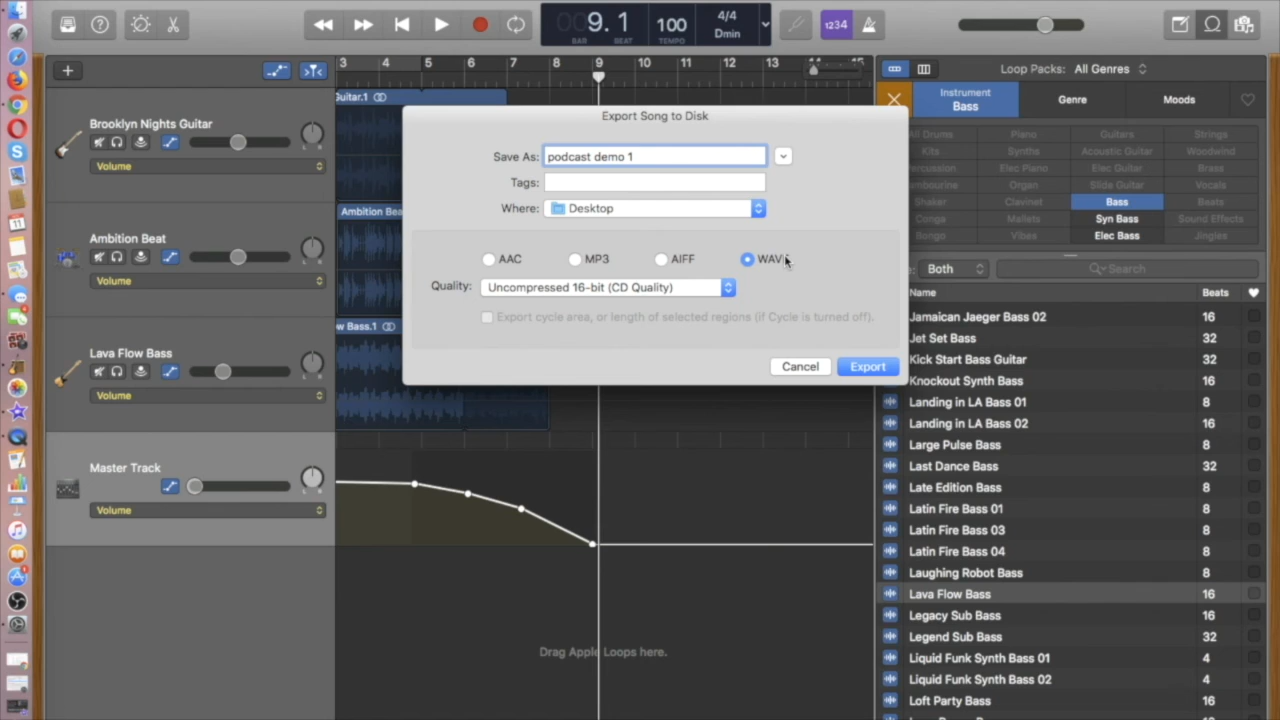 009. 1
BAR BEAT
100
TEMPO
4/4
Dmin
1234
3 4 5 6 7 8 9 10 11 12 13 14 15
Loop Packs: All Genres
Instrument
Bass
Genre
Moods
Brooklyn Nights Guitar
Volume
Ambition Beat
Volume
Lava Flow Bass
Volume
Master Track
Volume
Guitar.1
Ambition Bea
w Bass.1
Drag Apple Loops here.
Export Song to Disk
Save As: podcast demo 1
Tags:
Where: Desktop
AAC MP3 AIFF WAVE
Quality: Uncompressed 16-bit (CD Quality)
Export cycle area, or length of selected regions (if Cycle is turned off).
Cancel Export
All Drums Piano Guitars Strings
Kits Synths Acoustic Guitar Woodwind
Percussion Elec Piano Elec Guitar Brass
Tambourine Organ Slide Guitar Vocals
Shaker Clavinet Bass Beats
Conga Mallets Syn Bass Sound Effects
Bongo Vibes Elec Bass Jingles
e: Both Search
Name Beats
Jamaican Jaeger Bass 02 16
Jet Set Bass 32
Kick Start Bass Guitar 32
Knockout Synth Bass 16
Landing in LA Bass 01 8
Landing in LA Bass 02 16
Large Pulse Bass 8
Last Dance Bass 32
Late Edition Bass 8
Latin Fire Bass 01 8
Latin Fire Bass 03 8
Latin Fire Bass 04 8
Laughing Robot Bass 8
Lava Flow Bass 16
Legacy Sub Bass 16
Legend Sub Bass 32
Liquid Funk Synth Bass 01 4
Liquid Funk Synth Bass 02 4
Loft Party Bass 16